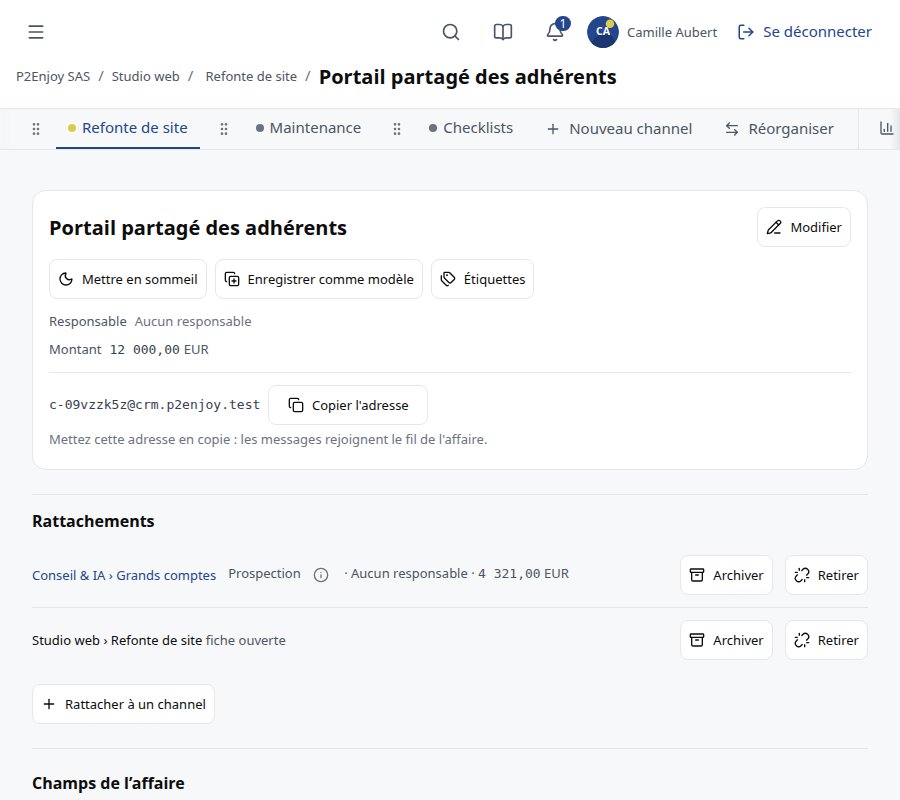 1
CA
Camille Aubert
Se déconnecter
P2Enjoy SAS / Studio web / Refonte de site / Portail partagé des adhérents
Refonte de site
Maintenance
Checklists
Nouveau channel
Réorganiser
Portail partagé des adhérents
Modifier
Mettre en sommeil
Enregistrer comme modèle
Étiquettes
Responsable Aucun responsable
Montant 12 000,00 EUR
c-09vzzk5z@crm.p2enjoy.test
Copier l'adresse
Mettez cette adresse en copie : les messages rejoignent le fil de l'affaire.
Rattachements
Conseil & IA › Grands comptes Prospection · Aucun responsable · 4 321,00 EUR
Archiver
Retirer
Studio web › Refonte de site fiche ouverte
Archiver
Retirer
Rattacher à un channel
Champs de l’affaire